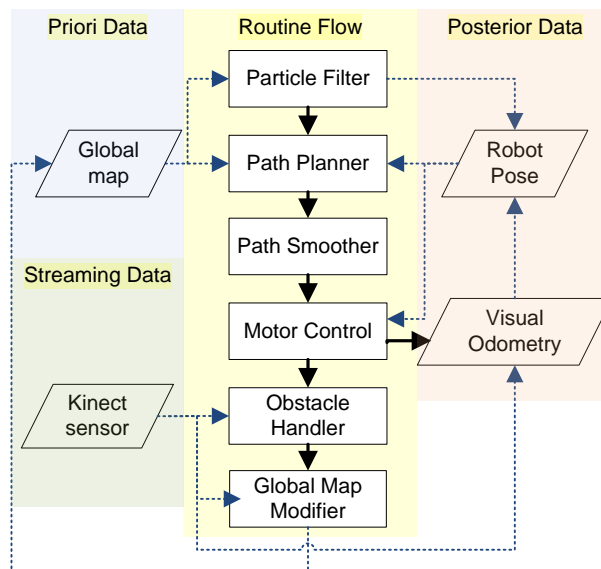 Priori Data
Routine Flow
Posterior Data
Particle Filter
Global
map
Path Planner
Robot
Pose
Path Smoother
Streaming Data
Motor Control
Visual
Odometry
Kinect
sensor
Obstacle
Handler
Global Map
Modifier